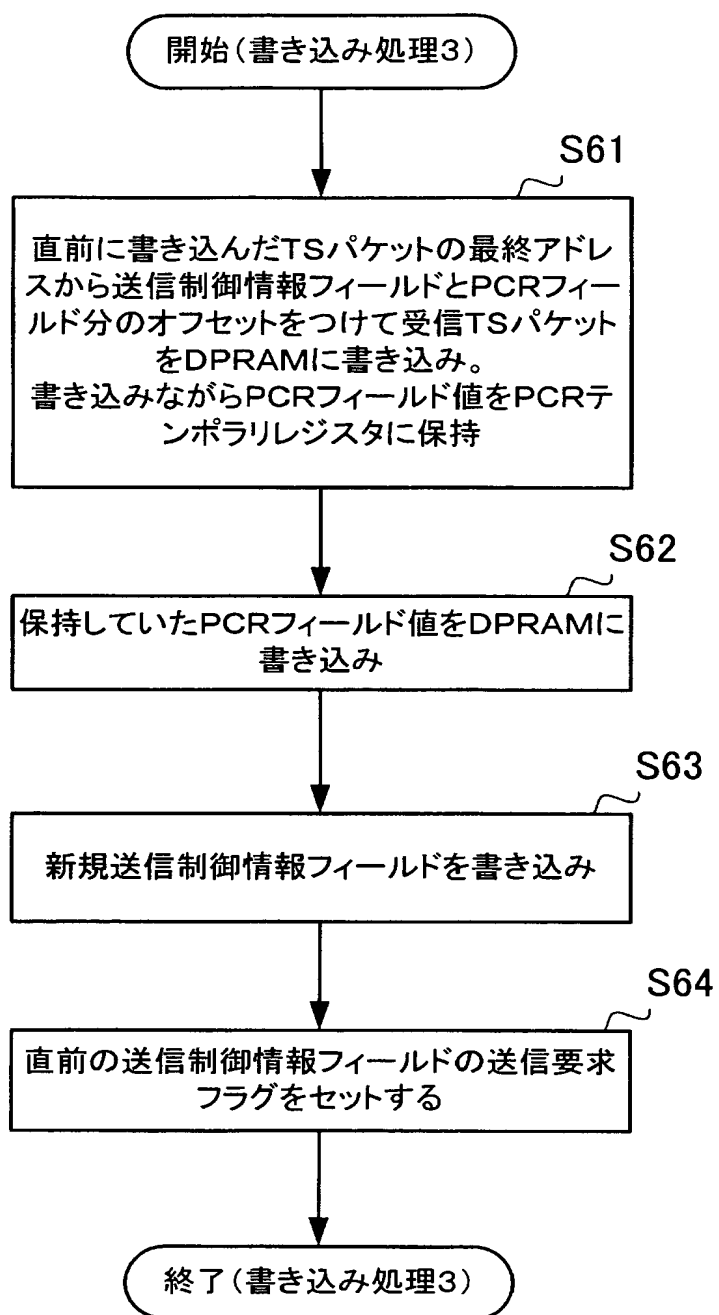 開始(書き込み処理3)
S61
直前に書き込んだTSパケットの最終アドレ
スから送信制御情報フィールドとPCRフィー
ルド分のオフセットをつけて受信TSパケット
をDPRAMに書き込み。
書き込みながらPCRフィールド値をPCRテ
ンポラリレジスタに保持
S62
保持していたPCRフィールド値をDPRAMに
書き込み
S63
新規送信制御情報フィールドを書き込み
S64
直前の送信制御情報フィールドの送信要求
フラグをセットする
終了(書き込み処理3)